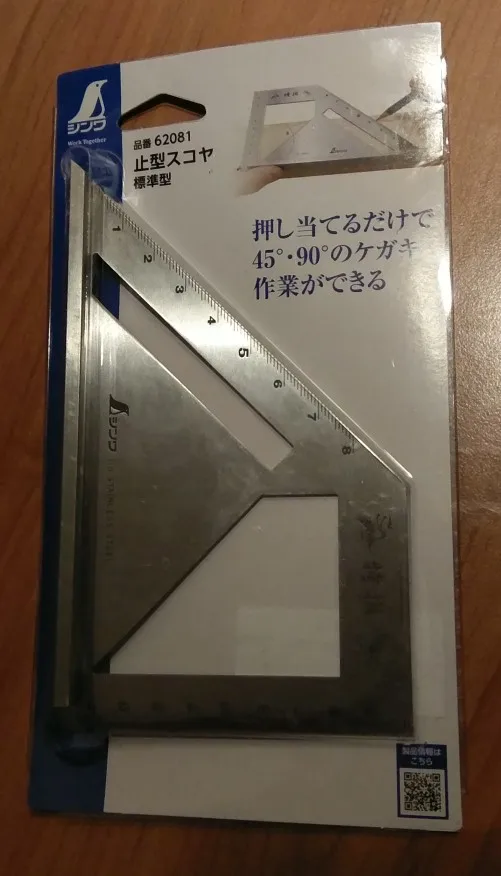 シンワ
Work Together
品番 62081
止型スコヤ
標準型
押し当てるだけで
45°・90°のケガキ
作業ができる
1
2
3
4
5
6
7
8
シンワ
STAINLESS
製品情報は
こちら